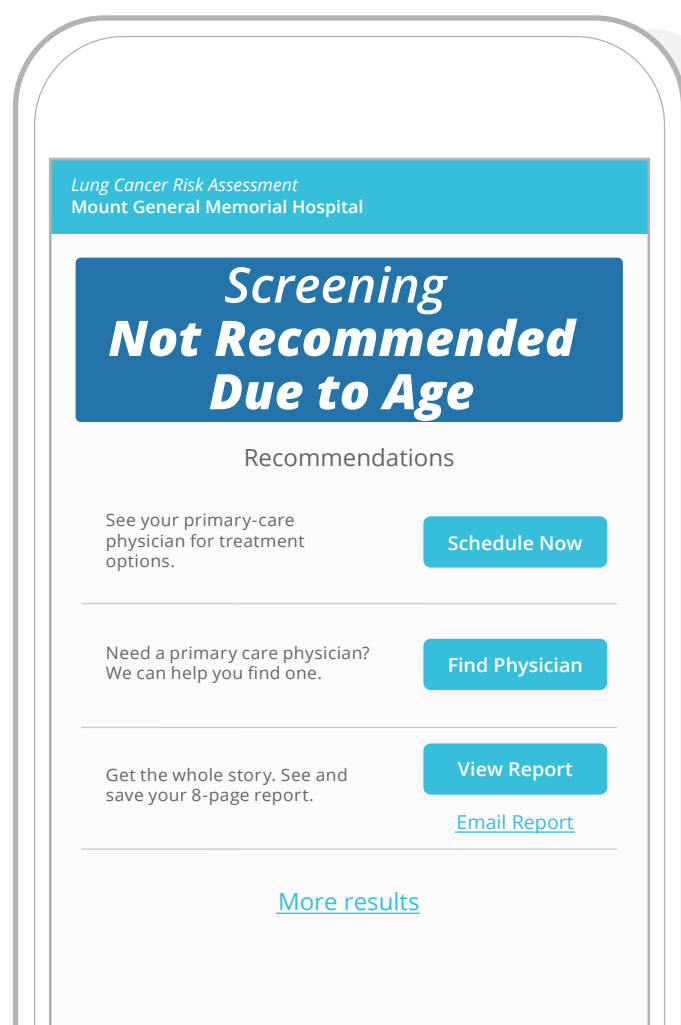 Lung Cancer Risk Assessment
Mount General Memorial Hospital
Screening
Not Recommended
Due to Age
Recommendations
See your primary-care
physician for treatment
options.
Schedule Now
Need a primary care physician?
We can help you find one.
Find Physician
Get the whole story. See and
save your 8-page report.
View Report
Email Report
More results